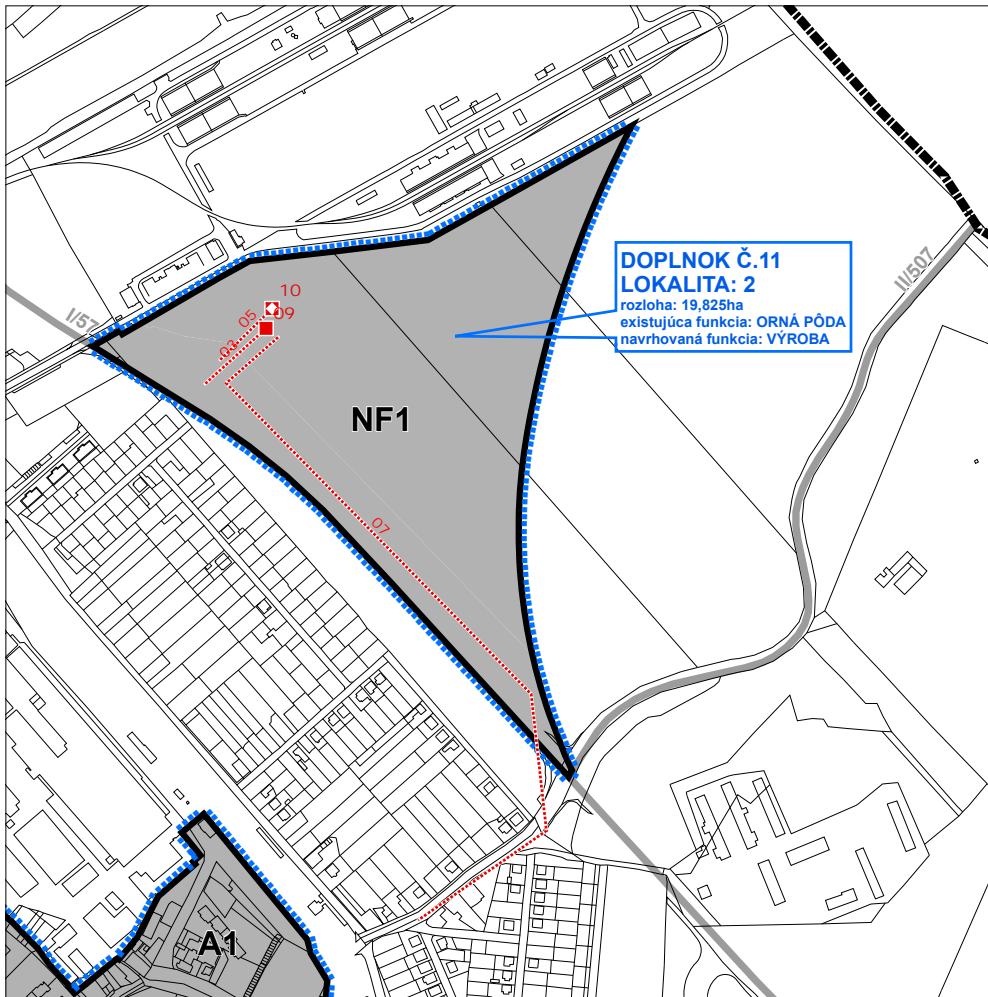 DOPLNOK Č.11
LOKALITA: 2
rozloha: 19,825ha
existujúca funkcia: ORNÁ PÔDA
navrhovaná funkcia: VÝROBA
II/507
I/57
10
05
09
03
NF1
07
A1